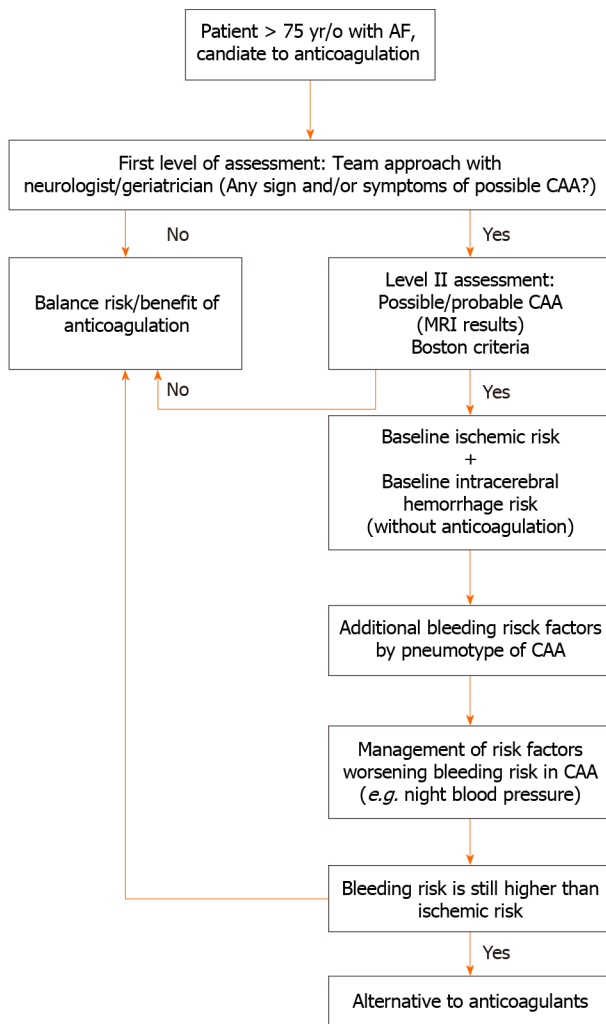 Patient > 75 yr/o with AF,
candiate to anticoagulation
First level of assessment: Team approach with
neurologist/geriatrician (Any sign and/or symptoms of possible CAA?)
No
Yes
Balance risk/benefit of
anticoagulation
Level II assessment:
Possible/probable CAA
(MRI results)
Boston criteria
No
Yes
Baseline ischemic risk
+
Baseline intracerebral
hemorrhage risk
(without anticoagulation)
Additional bleeding risck factors
by pneumotype of CAA
Management of risk factors
worsening bleeding risk in CAA
(e.g. night blood pressure)
Bleeding risk is still higher than
ischemic risk
Yes
Alternative to anticoagulants